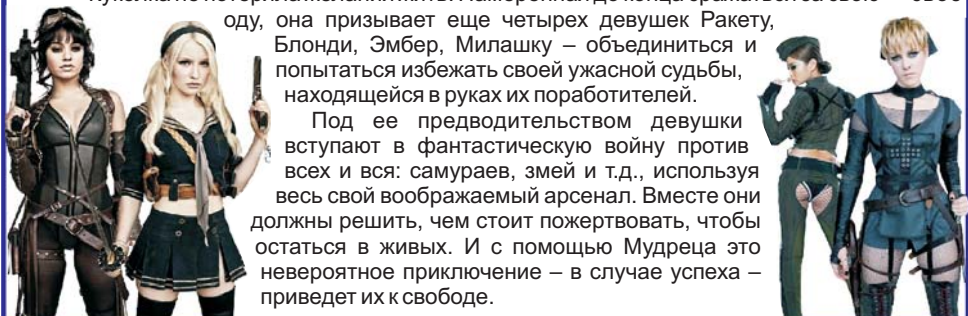 оду, она призывает еще четырех девушек Ракету,
Блонди, Эмбер, Милашку – объединиться и
попытаться избежать своей ужасной судьбы,
находящейся в руках их поработителей.
Под ее предводительством девушки
вступают в фантастическую войну против
всех и вся: самураев, змей и т.д., используя
весь свой воображаемый арсенал. Вместе они
должны решить, чем стоит пожертвовать, чтобы
остаться в живых. И с помощью Мудреца это
невероятное приключение – в случае успеха –
приведет их к свободе.